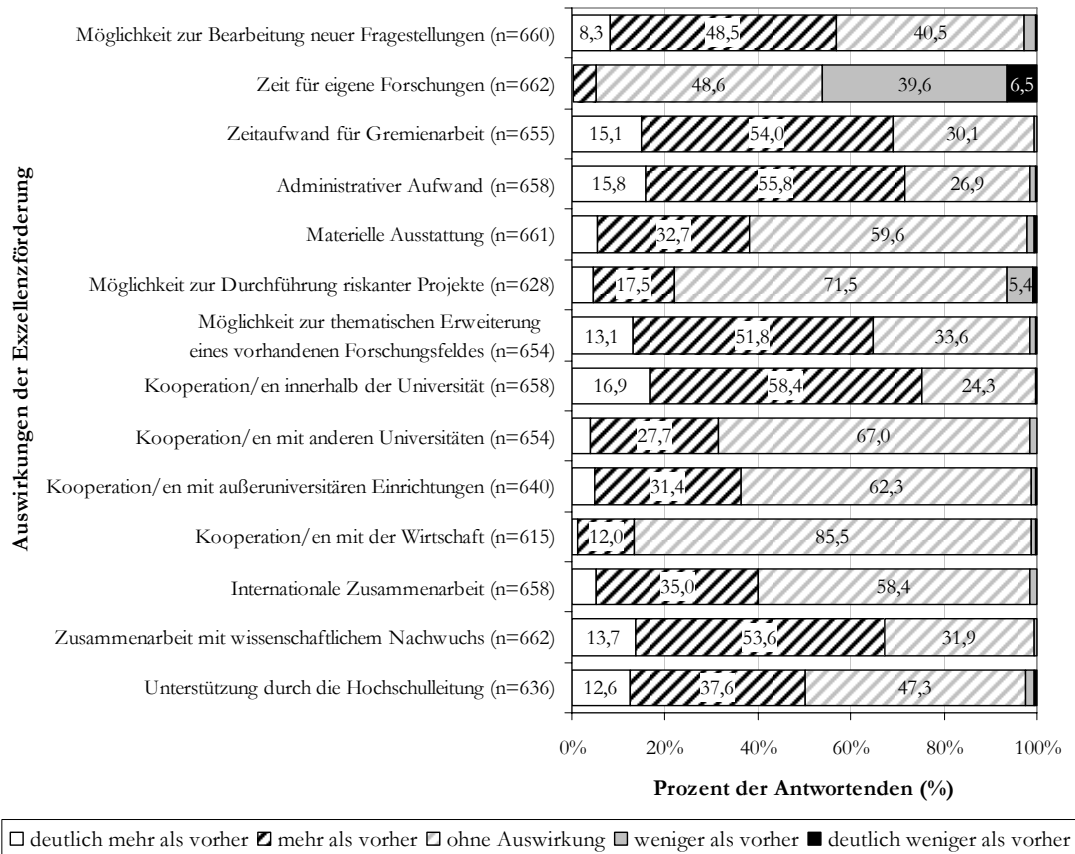 Auswirkungen der Exzellenzförderung
Möglichkeit zur Bearbeitung neuer Fragestellungen (n=660) 8,3 48,5 40,5
Zeit für eigene Forschungen (n=662) 48,6 39,6 6,5
Zeitaufwand für Gremienarbeit (n=655) 15,1 54,0 30,1
Administrativer Aufwand (n=658) 15,8 55,8 26,9
Materielle Ausstattung (n=661) 32,7 59,6
Möglichkeit zur Durchführung riskanter Projekte (n=628) 17,5 71,5 5,4
Möglichkeit zur thematischen Erweiterung
eines vorhandenen Forschungsfeldes (n=654) 13,1 51,8 33,6
Kooperation/en innerhalb der Universität (n=658) 16,9 58,4 24,3
Kooperation/en mit anderen Universitäten (n=654) 27,7 67,0
Kooperation/en mit außeruniversitären Einrichtungen (n=640) 31,4 62,3
Kooperation/en mit der Wirtschaft (n=615) 12,0 85,5
Internationale Zusammenarbeit (n=658) 35,0 58,4
Zusammenarbeit mit wissenschaftlichem Nachwuchs (n=662) 13,7 53,6 31,9
Unterstützung durch die Hochschulleitung (n=636) 12,6 37,6 47,3
0% 20% 40% 60% 80% 100%
Prozent der Antwortenden (%)
deutlich mehr als vorher mehr als vorher ohne Auswirkung weniger als vorher deutlich weniger als vorher